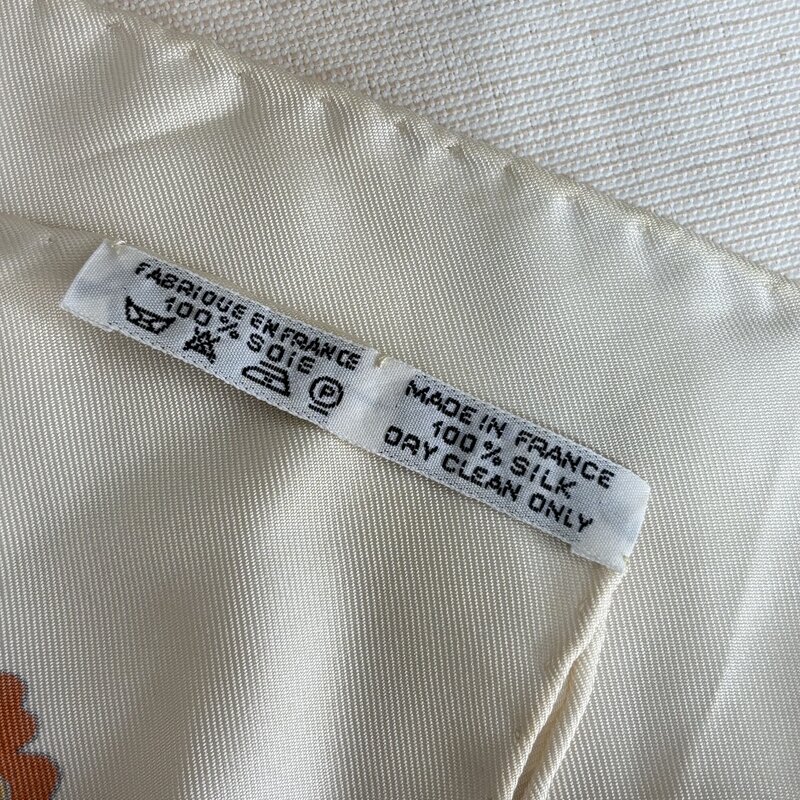 FABRIQUE EN FRANCE
100% SOIE
P
MADE IN FRANCE
100% SILK
DRY CLEAN ONLY